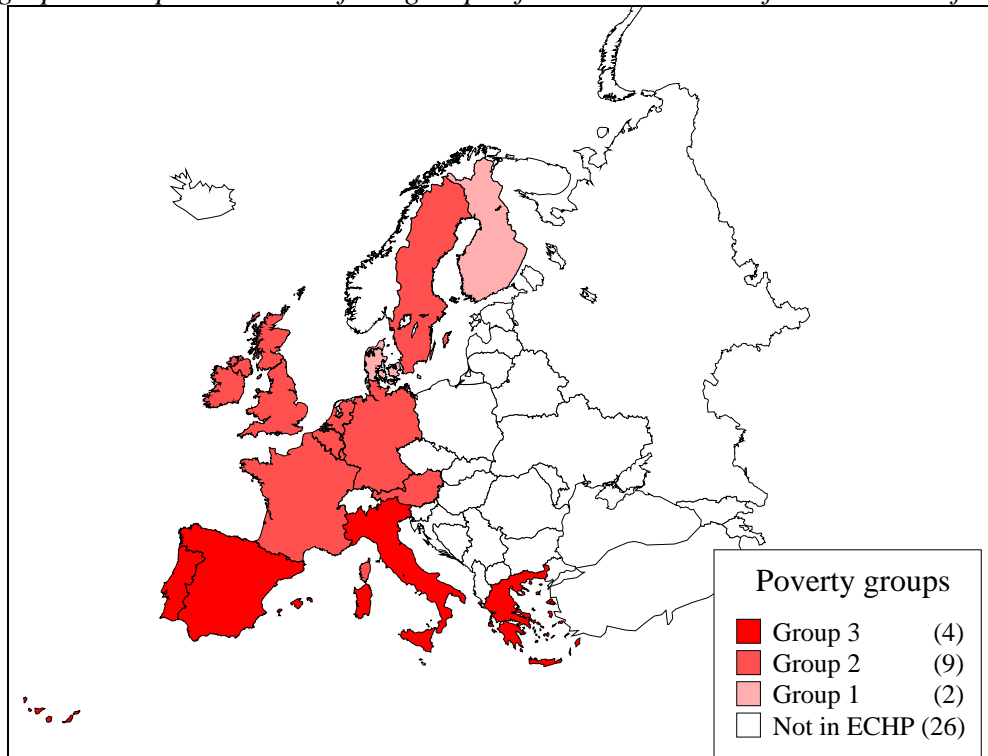 Poverty groups
Group 3 (4)
Group 2 (9)
Group 1 (2)
Not in ECHP (26)